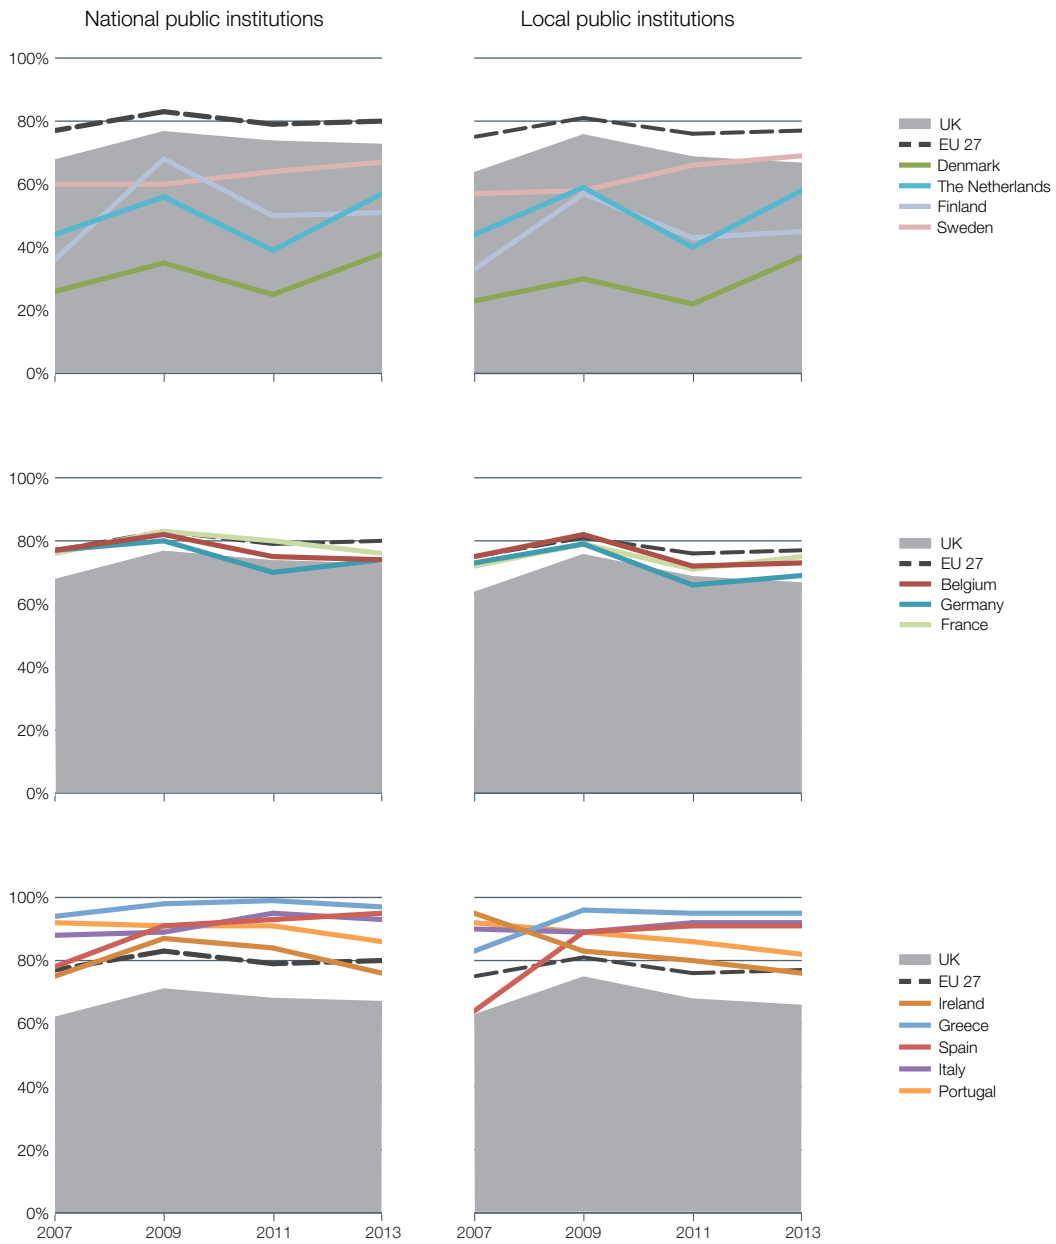 National public institutions
Local public institutions
100%
80%
60%
40%
20%
0%
UK
EU 27
Denmark
The Netherlands
Finland
Sweden
100%
80%
60%
40%
20%
0%
UK
EU 27
Belgium
Germany
France
100%
80%
60%
40%
20%
0%
2007 2009 2011 2013
2007 2009 2011 2013
UK
EU 27
Ireland
Greece
Spain
Italy
Portugal